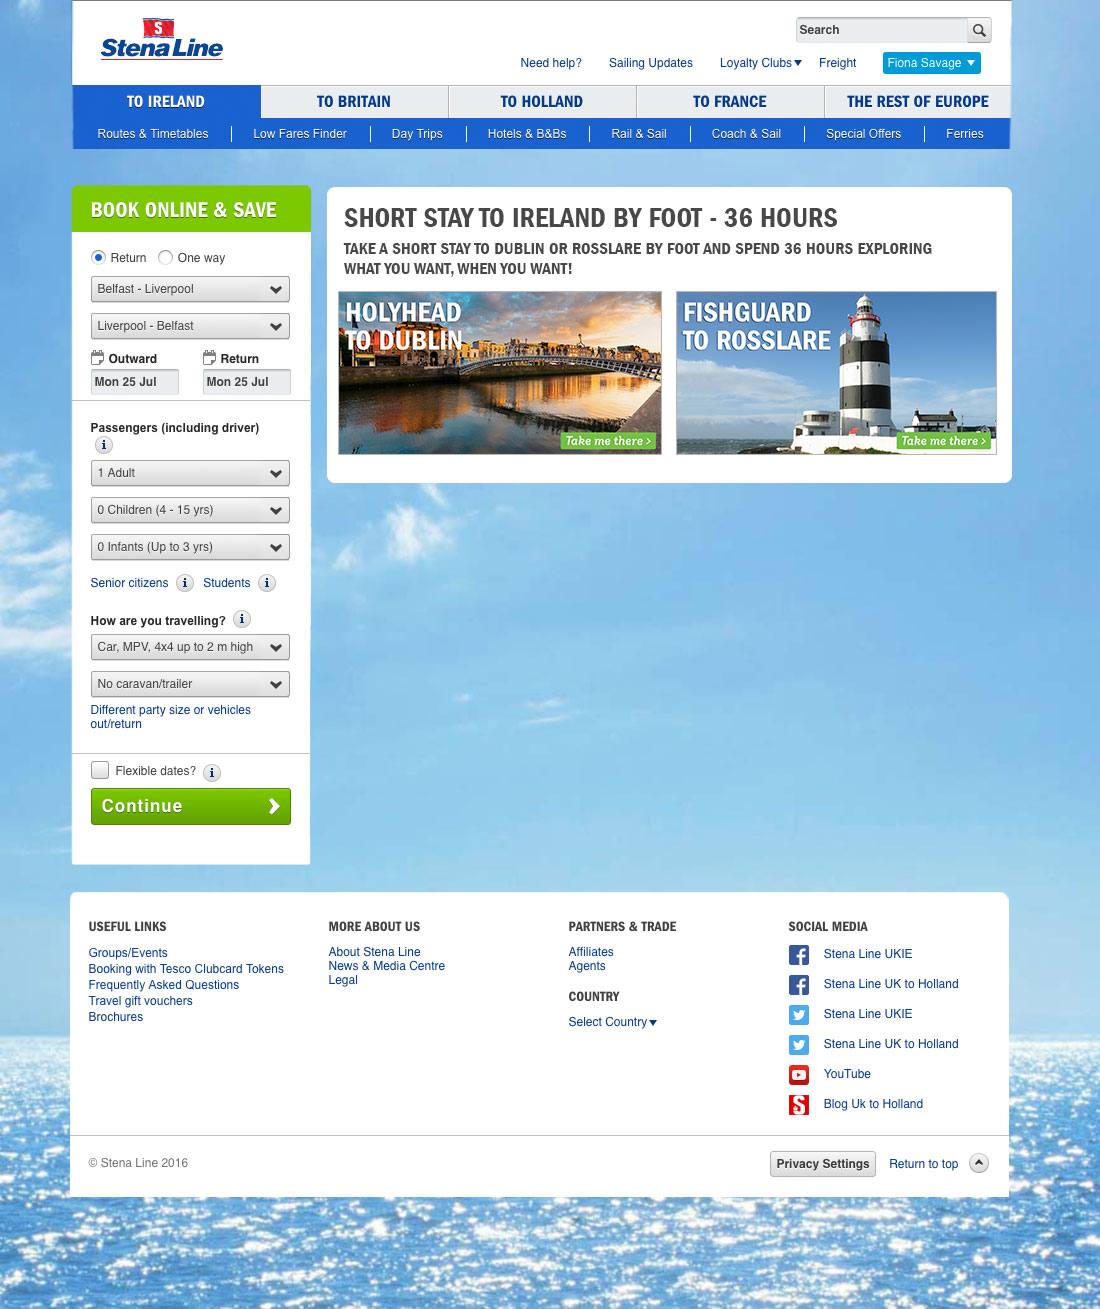 S
Stena Line
Search
Need help?
Sailing Updates
Loyalty Clubs
Freight
Fiona Savage
TO IRELAND
TO BRITAIN
TO HOLLAND
TO FRANCE
THE REST OF EUROPE
Routes & Timetables
Low Fares Finder
Day Trips
Hotels & B&Bs
Rail & Sail
Coach & Sail
Special Offers
Ferries
BOOK ONLINE & SAVE
Return
One way
Belfast - Liverpool
Liverpool - Belfast
Outward
Return
Mon 25 Jul
Mon 25 Jul
Passengers (including driver)
i
1 Adult
0 Children (4 - 15 yrs)
0 Infants (Up to 3 yrs)
Senior citizens i
Students i
How are you travelling? i
Car, MPV, 4x4 up to 2 m high
No caravan/trailer
Different party size or vehicles
out/return
Flexible dates? i
Continue
SHORT STAY TO IRELAND BY FOOT - 36 HOURS
TAKE A SHORT STAY TO DUBLIN OR ROSSLARE BY FOOT AND SPEND 36 HOURS EXPLORING
WHAT YOU WANT, WHEN YOU WANT!
HOLYHEAD
TO DUBLIN
Take me there >
FISHGUARD
TO ROSSLARE
Take me there >
USEFUL LINKS
Groups/Events
Booking with Tesco Clubcard Tokens
Frequently Asked Questions
Travel gift vouchers
Brochures
MORE ABOUT US
About Stena Line
News & Media Centre
Legal
PARTNERS & TRADE
Affiliates
Agents
COUNTRY
Select Country
SOCIAL MEDIA
Stena Line UKIE
Stena Line UK to Holland
Stena Line UKIE
Stena Line UK to Holland
YouTube
S
Blog Uk to Holland
© Stena Line 2016
Privacy Settings
Return to top